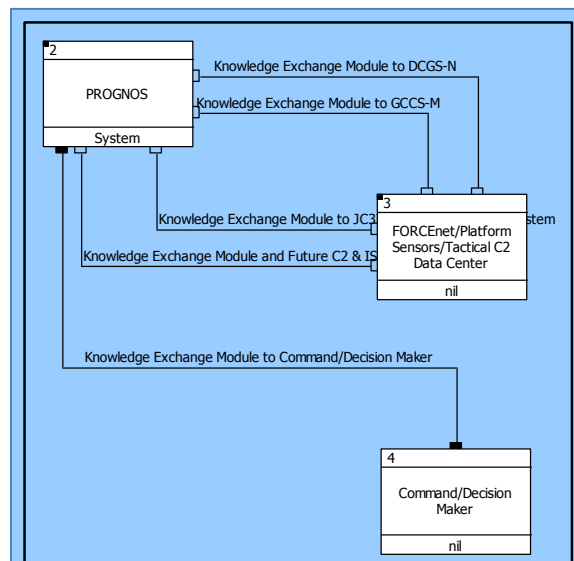 2
PROGNOS
System
Knowledge Exchange Module to DCGS-N
Knowledge Exchange Module to GCCS-M
Knowledge Exchange Module to JC3
Knowledge Exchange Module and Future C2 & IS
3
FORCEnet/Platform
Sensors/Tactical C2
Data Center
nil
Knowledge Exchange Module to Command/Decision Maker
4
Command/Decision
Maker
nil